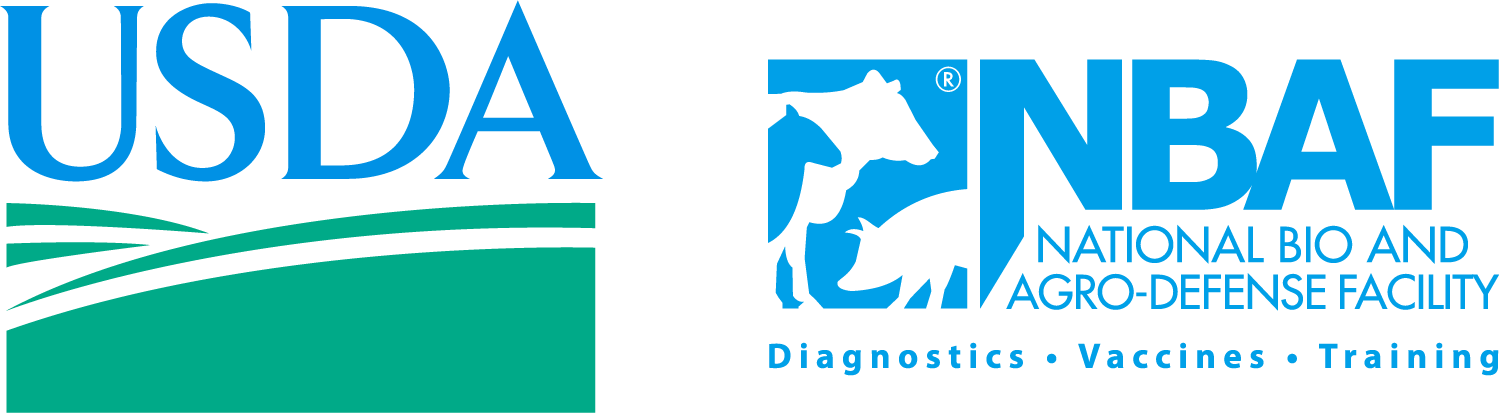 USDA
®
NBAF
NATIONAL BIO AND
AGRO-DEFENSE FACILITY
Diagnostics • Vaccines • Training